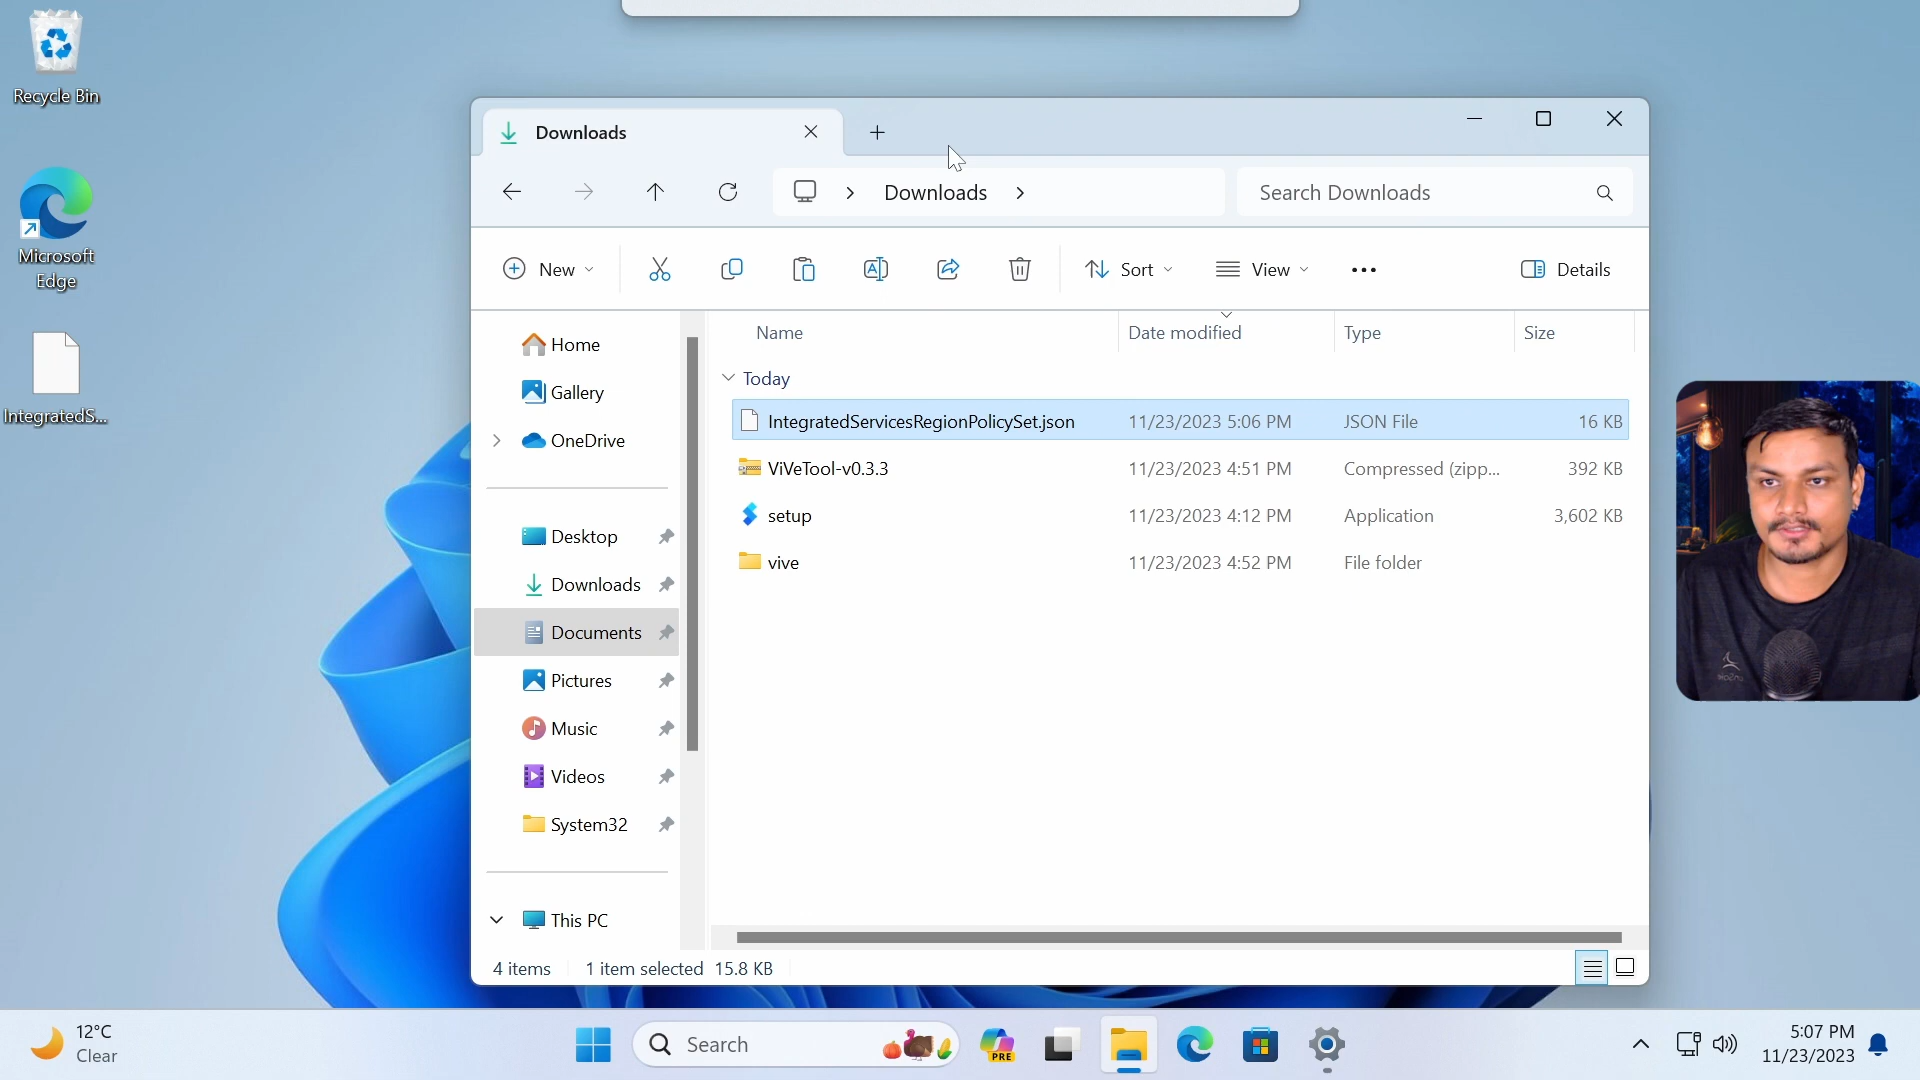 Recycle Bin
Microsoft
Edge
IntegratedS...
Downloads
Downloads
Search Downloads
New
Sort
View
Details
Name Date modified Type Size
Today
IntegratedServicesRegionPolicySet.json 11/23/2023 5:06 PM JSON File 16 KB
ViVeTool-v0.3.3 11/23/2023 4:51 PM Compressed (zipp... 392 KB
setup 11/23/2023 4:12 PM Application 3,602 KB
vive 11/23/2023 4:52 PM File folder
Home
Gallery
OneDrive
Desktop
Downloads
Documents
Pictures
Music
Videos
System32
This PC
4 items 1 item selected 15.8 KB
12°C
Clear
Search
PRE
5:07 PM
11/23/2023